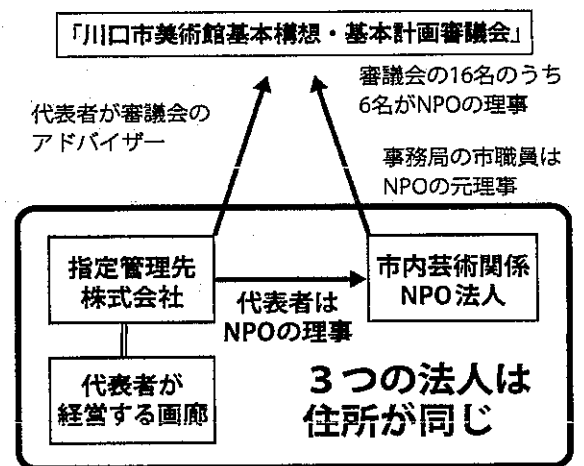 「川口市美術館基本構想・基本計画審議会」
代表者が審議会の
アドバイザー
審議会の16名のうち
6名がNPOの理事
事務局の市職員は
NPOの元理事
指定管理先
株式会社
代表者は
NPOの理事
市内芸術関係
NPO法人
代表者が
経営する画廊
3つの法人は
住所が同じ